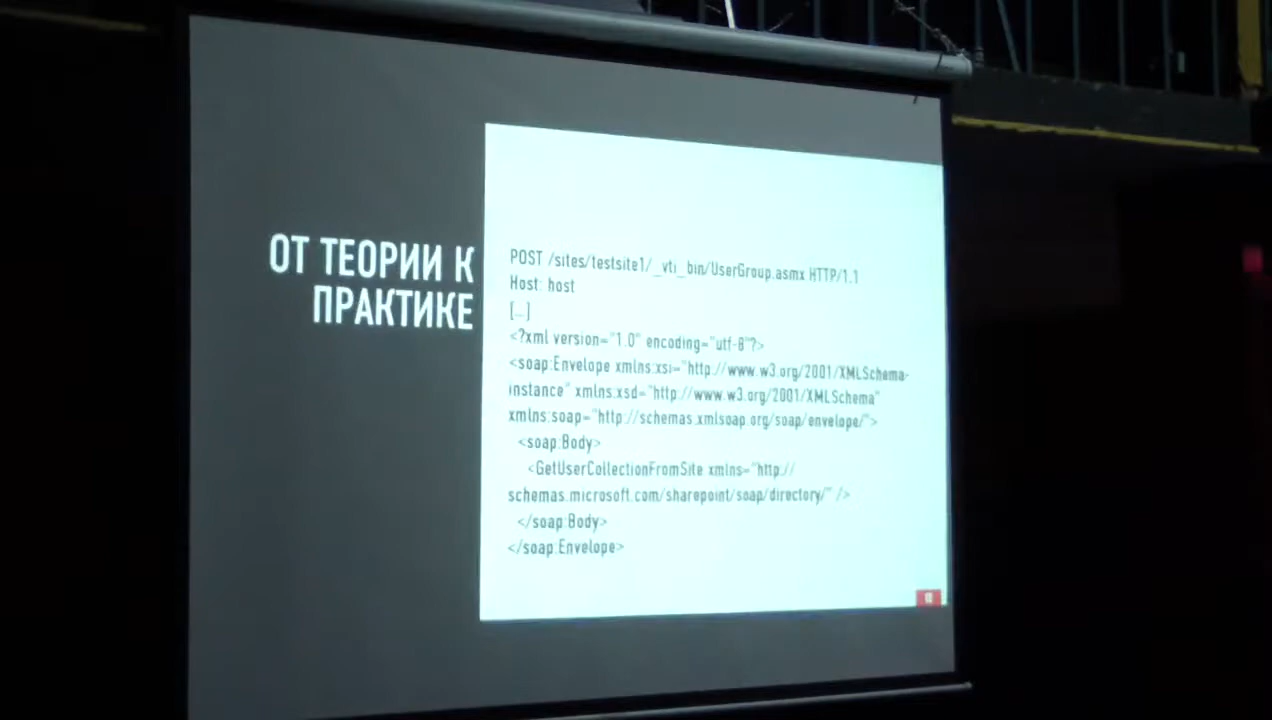 ОТ ТЕОРИИ К
ПРАКТИКЕ
POST /sites/testsite1/_vti_bin/UserGroup.asmx HTTP/1.1
Host: host
[...]
<?xml version="1.0" encoding="utf-8"?>
<soap:Envelope xmlns:xsi="http://www.w3.org/2001/XMLSchema-
instance" xmlns:xsd="http://www.w3.org/2001/XMLSchema"
xmlns:soap="http://schemas.xmlsoap.org/soap/envelope/">
<soap:Body>
<GetUserCollectionFromSite xmlns="http://
schemas.microsoft.com/sharepoint/soap/directory/" />
</soap:Body>
</soap:Envelope>